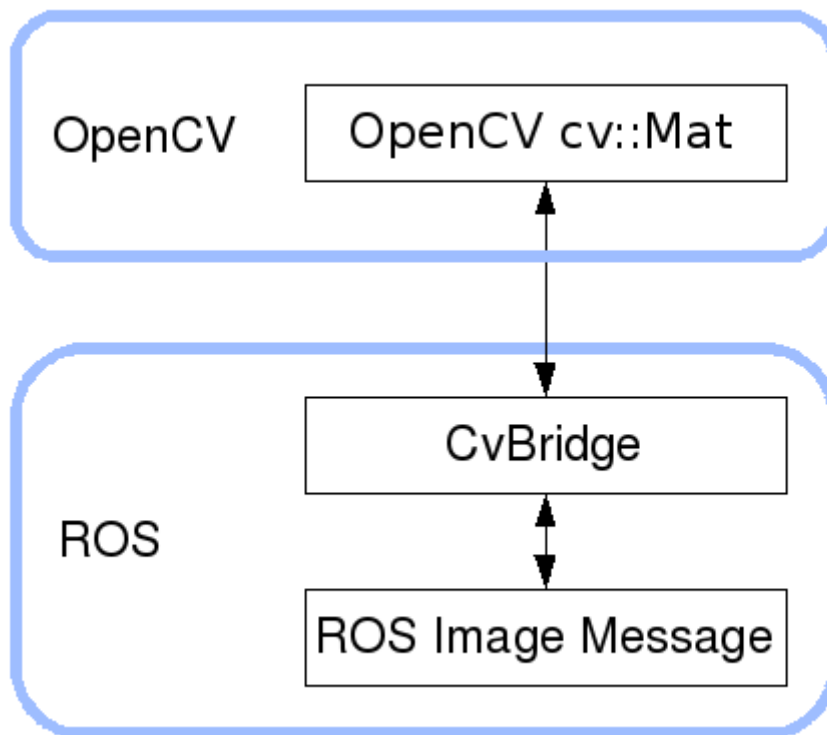 OpenCV
OpenCV cv::Mat
CvBridge
ROS
ROS Image Message